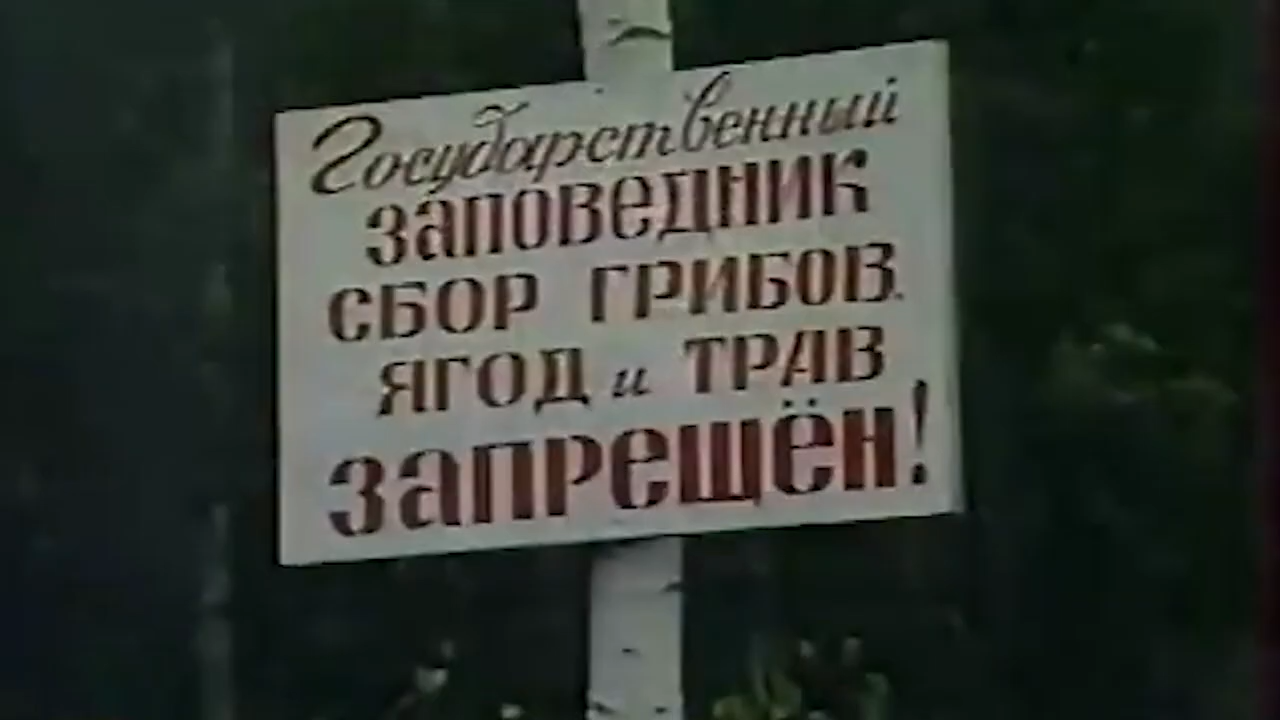 Государственный
ЗАПОВЕДНИК
СБОР ГРИБОВ.
ЯГОД и ТРАВ
ЗАПРЕЩЁН!